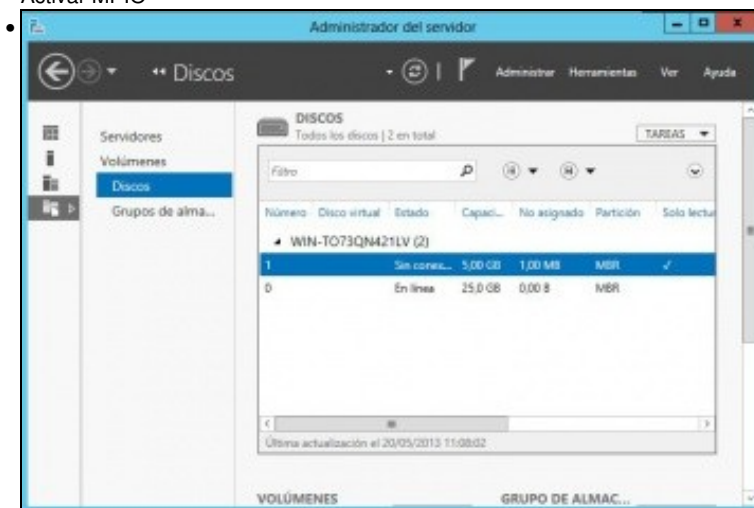 Activar MPIO
Administrador del servidor
Discos
Administrar Herramientas Ver Ayuda
Servidores
Volúmenes
Discos
Grupos de alma...
DISCOS
Todos los discos | 2 en total
TAREAS
Filtro
Número Disco virtual Estado Capaci... No asignado Partición Solo lectur
WIN-TO73QN421LV (2)
1 Sin conex... 5,00 GB 1,00 MB MBR
0 En línea 25,0 GB 0,00 B MBR
Última actualización el 20/05/2013 11:08:02
VOLÚMENES GRUPO DE ALMAC...